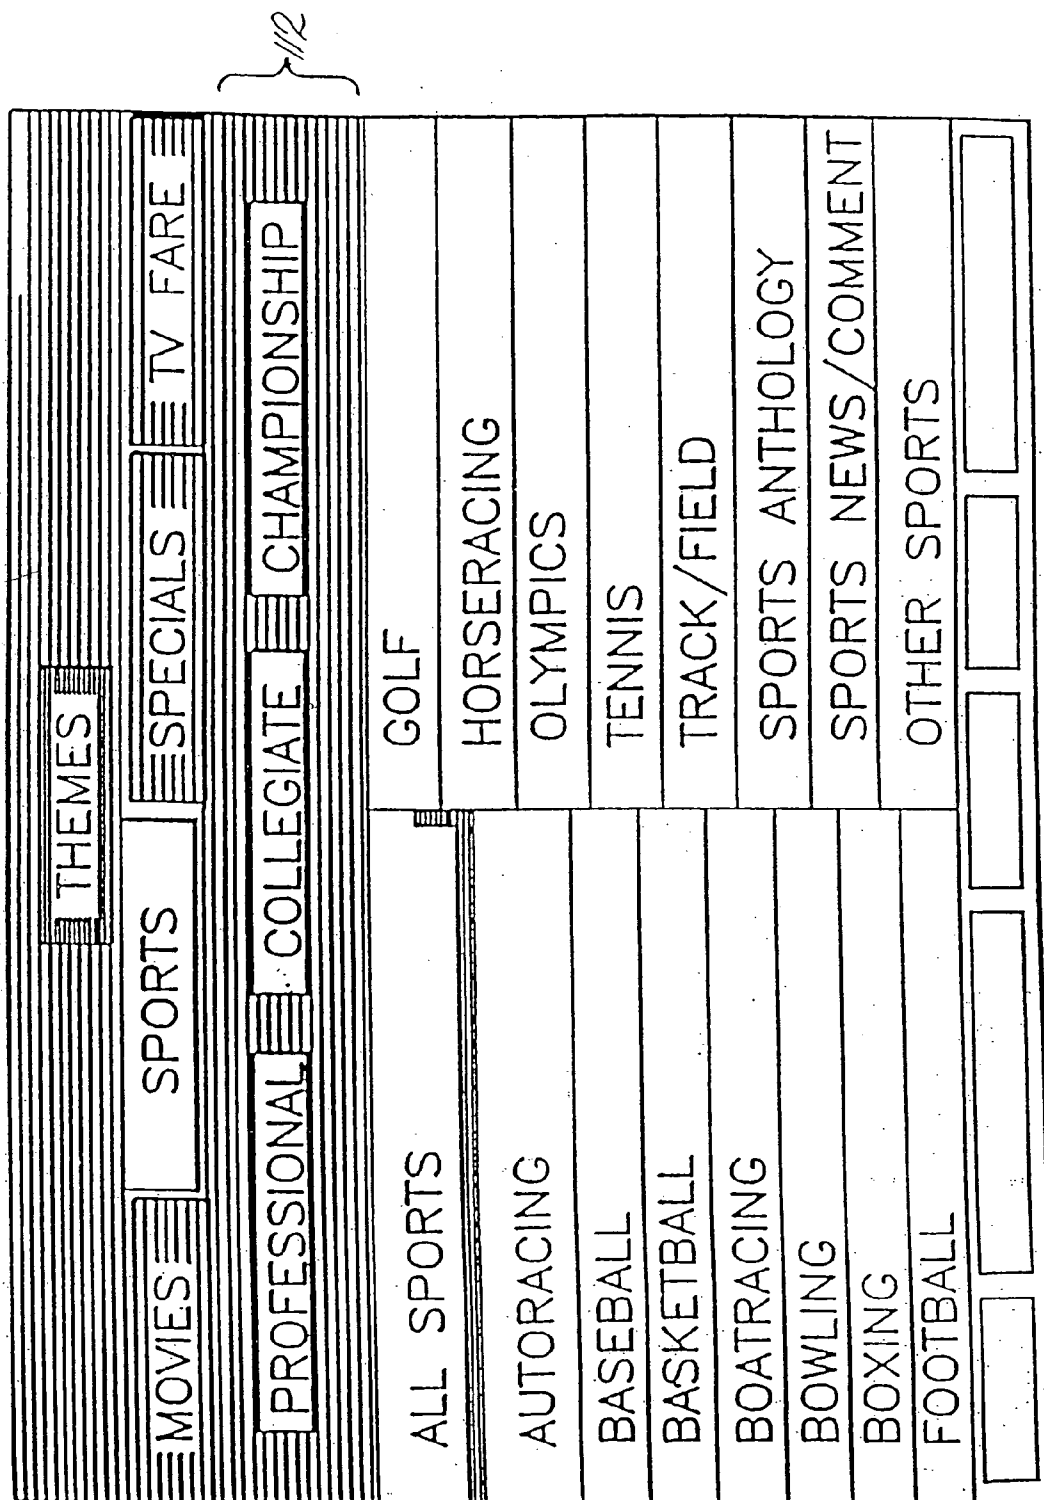 THEMES
MOVIES SPORTS SPECIALS TV FARE
PROFESSIONAL COLLEGIATE CHAMPIONSHIP
112
ALL SPORTS
AUTORACING
BASEBALL
BASKETBALL
BOATRACING
BOWLING
BOXING
FOOTBALL
GOLF
HORSERACING
OLYMPICS
TENNIS
TRACK/FIELD
SPORTS ANTHOLOGY
SPORTS NEWS/COMMENT
OTHER SPORTS